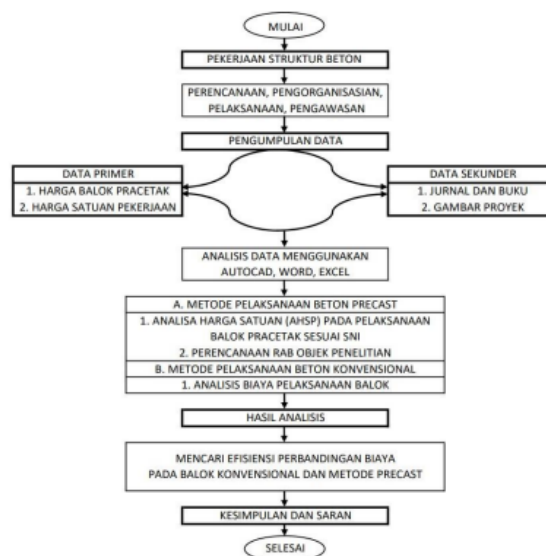 MULAI
PEKERJAAN STRUKTUR BETON
PERENCANAAN, PENGORGANISASIAN,
PELAKSANAAN, PENGAWASAN
PENGUMPULAN DATA
DATA PRIMER
1. HARGA BALOK PRACETAK
2. HARGA SATUAN PEKERJAAN
DATA SEKUNDER
1. JURNAL DAN BUKU
2. GAMBAR PROYEK
ANALISIS DATA MENGGUNAKAN
AUTOCAD, WORD, EXCEL
A. METODE PELAKSANAAN BETON PRECAST
1. ANALISA HARGA SATUAN (AHSP) PADA PELAKSANAAN
BALOK PRACETAK SESUAI SNI
2. PERENCANAAN RAB OBJEK PENELITIAN
B. METODE PELAKSANAAN BETON KONVENSIONAL
1. ANALISIS BIAYA PELAKSANAAN BALOK
HASIL ANALISIS
MENCARI EFISIENSI PERBANDINGAN BIAYA
PADA BALOK KONVENSIONAL DAN METODE PRECAST
KESIMPULAN DAN SARAN
SELESAI